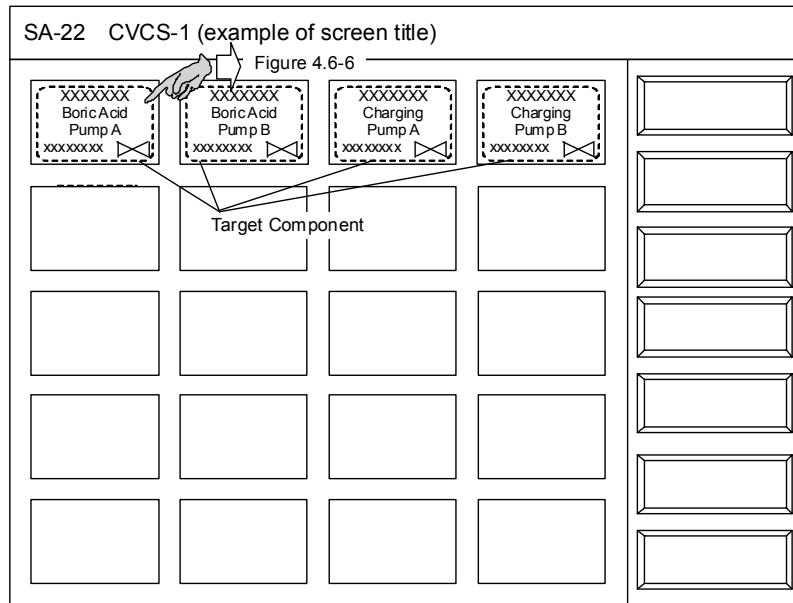 SA-22 CVCS-1 (example of screen title)
Figure 4.6-6
XXXXXXX
Boric Acid
Pump A
XXXXXXXX
XXXXXXX
Boric Acid
Pump B
XXXXXXXX
XXXXXXX
Charging
Pump A
XXXXXXXX
XXXXXXX
Charging
Pump B
XXXXXXXX
Target Component